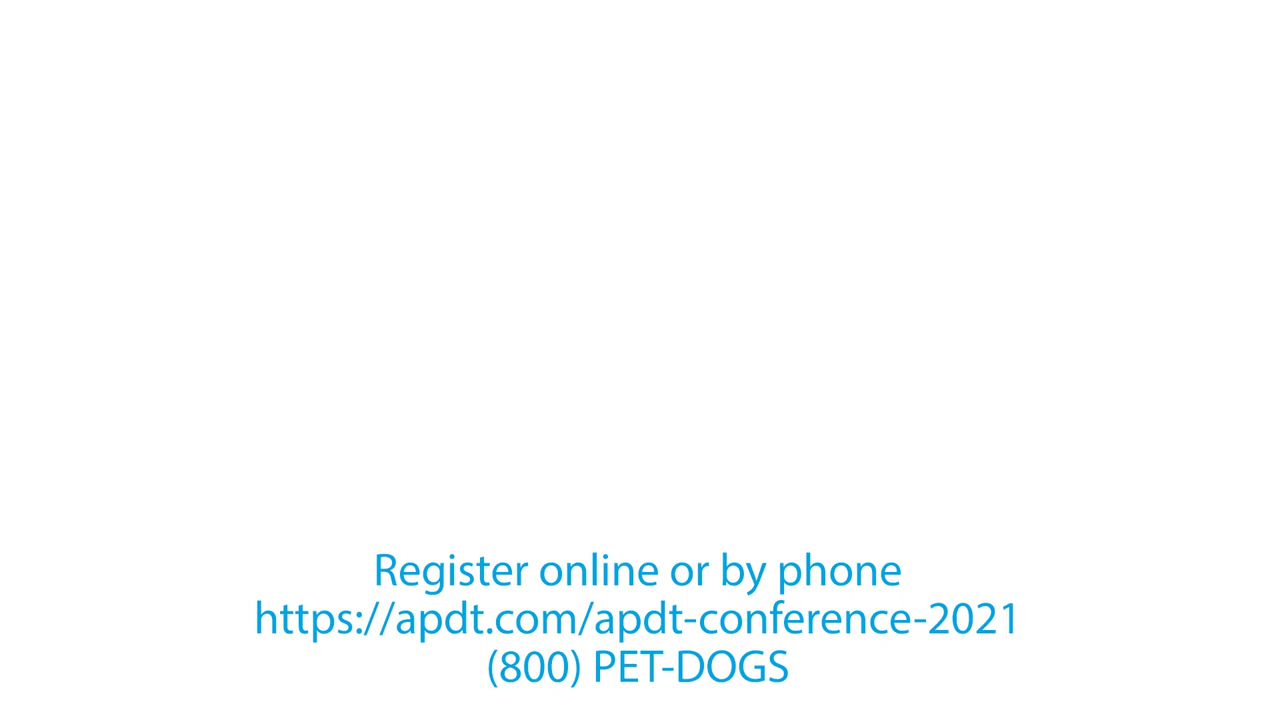 Register online or by phone
https://apdt.com/apdt-conference-2021
(800) PET-DOGS